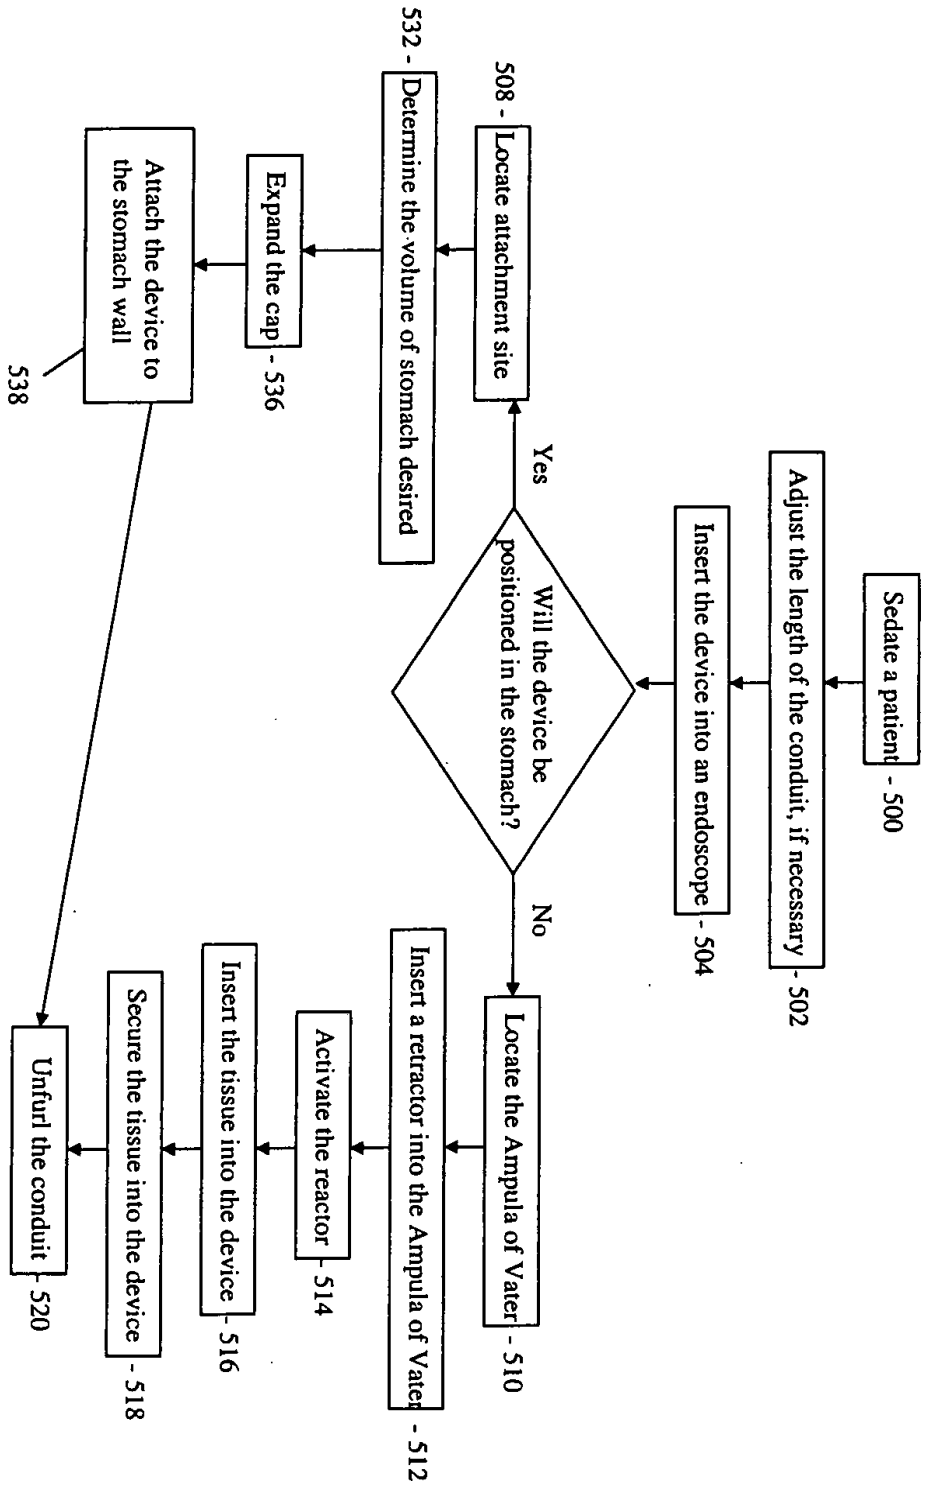 Sedate a patient - 500
Adjust the length of the conduit, if necessary - 502
Insert the device into an endoscope - 504
Will the device be
positioned in the stomach?
Yes
No
508 - Locate attachment site
532 - Determine the volume of stomach desired
Expand the cap - 536
Attach the device to
the stomach wall
538
Locate the Ampula of Vater - 510
Insert a retractor into the Ampula of Vater - 512
Activate the reactor - 514
Insert the tissue into the device - 516
Secure the tissue into the device - 518
Unfurl the conduit - 520